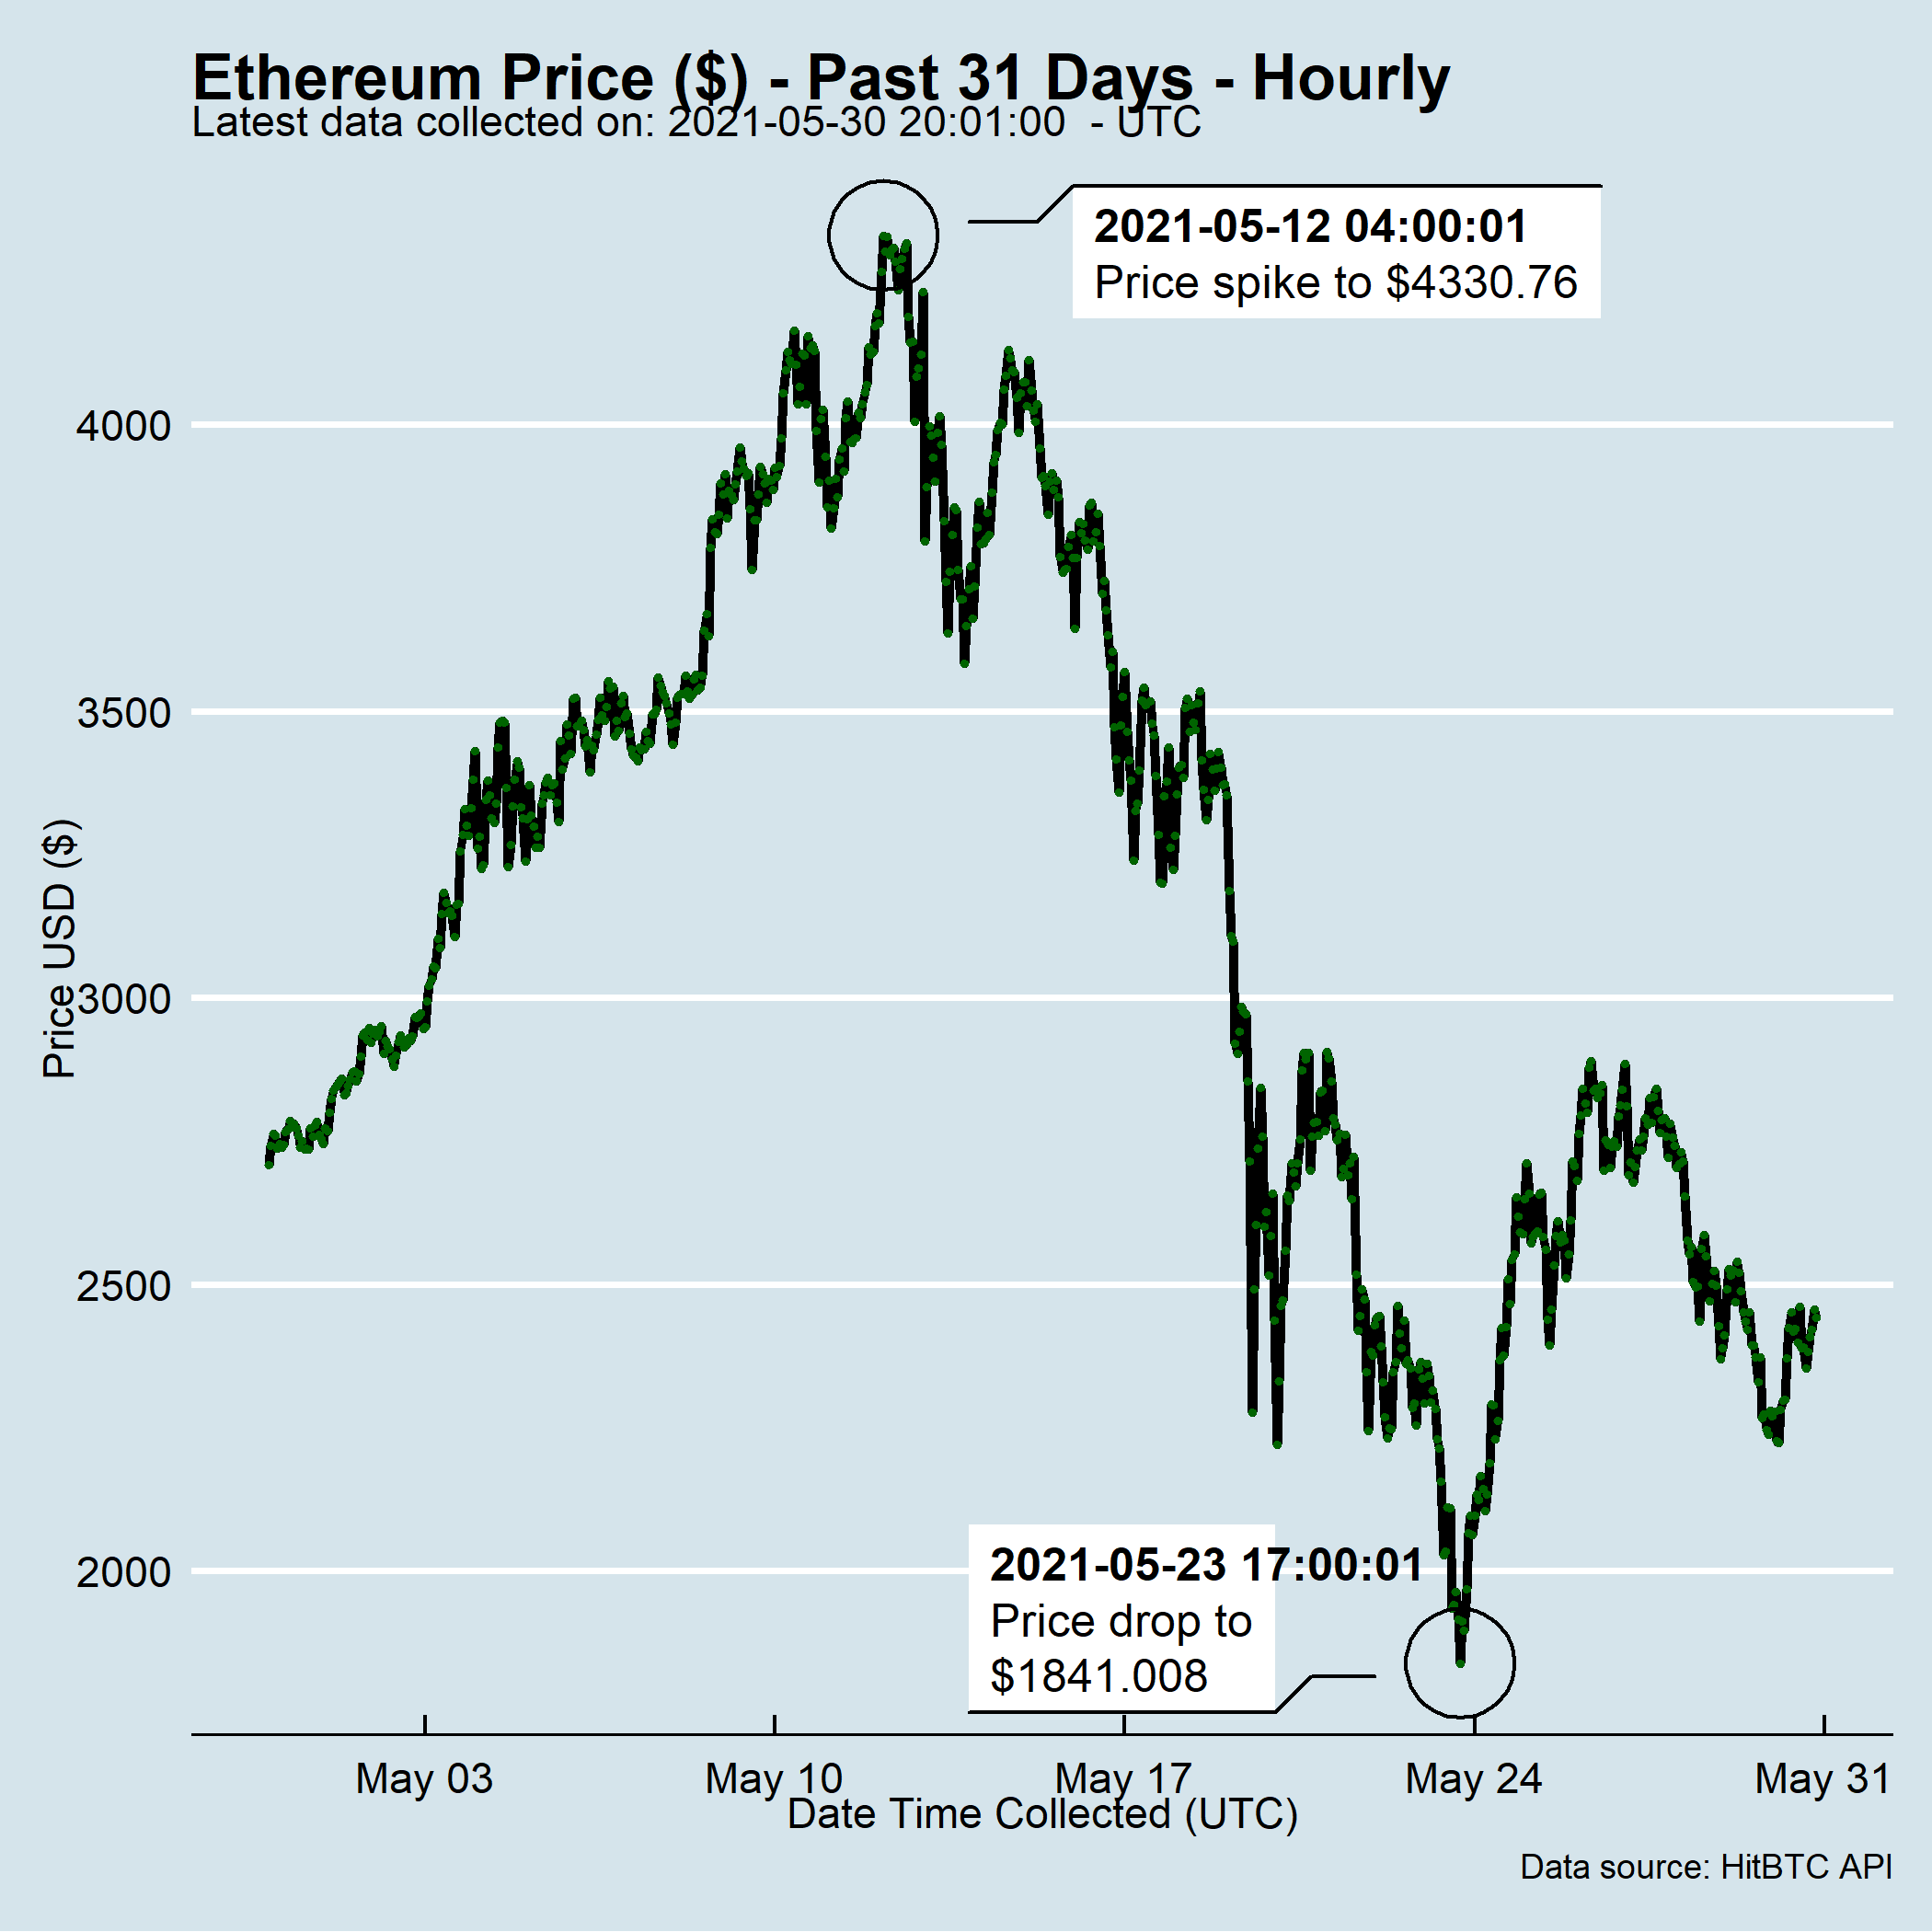 Ethereum Price ($) - Past 31 Days - Hourly
Latest data collected on: 2021-05-30 20:01:00  - UTC
2021-05-12 04:00:01
Price spike to $4330.76
4000
3500
3000
2500
2000
Price USD ($)
2021-05-23 17:00:01
Price drop to
$1841.008
May 03
May 10
May 17
May 24
May 31
Date Time Collected (UTC)
Data source: HitBTC API